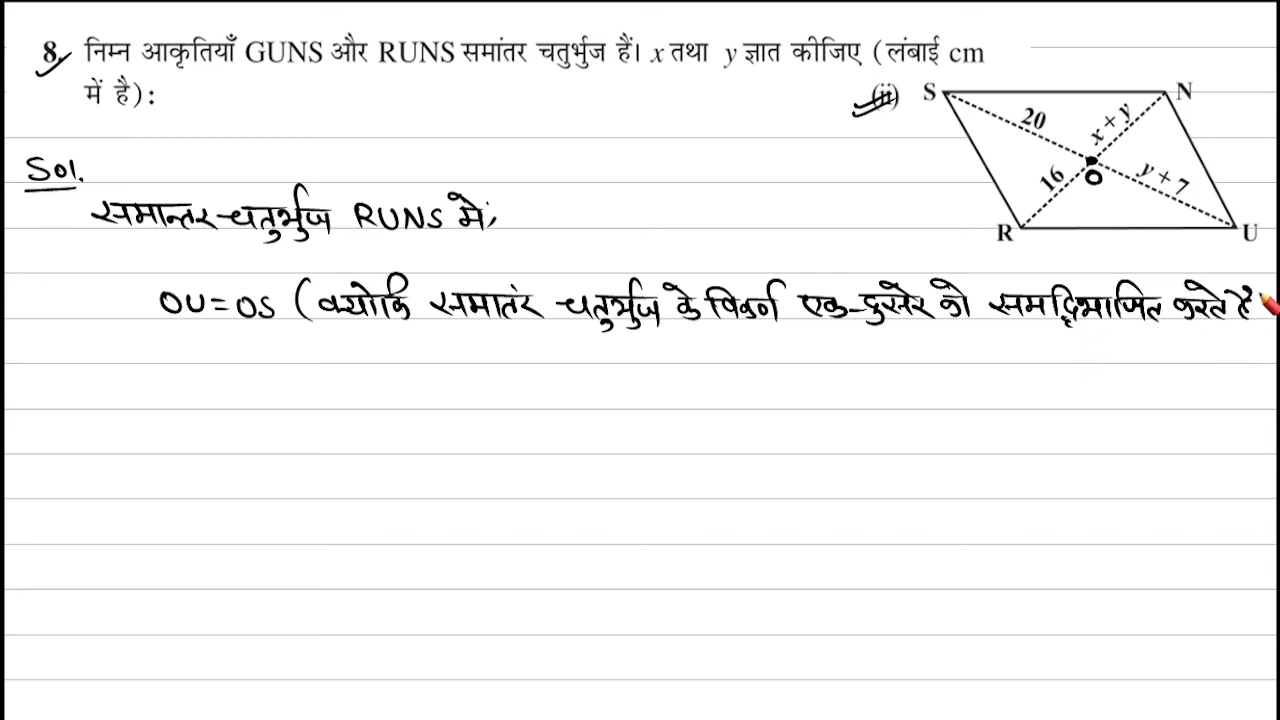 8. निम्न आकृतियाँ GUNS और RUNS समांतर चतुर्भुज हैं। x तथा y ज्ञात कीजिए (लंबाई cm
में है):
(ii)
S
N
20
x + y
16
O
y + 7
R
U
Sol.
समान्तर चतुर्भुज RUNS में,
OU = OS (क्योकि समातंर चतुर्भुज के विकर्ण एक-दुसरे को समद्विभाजित करते है